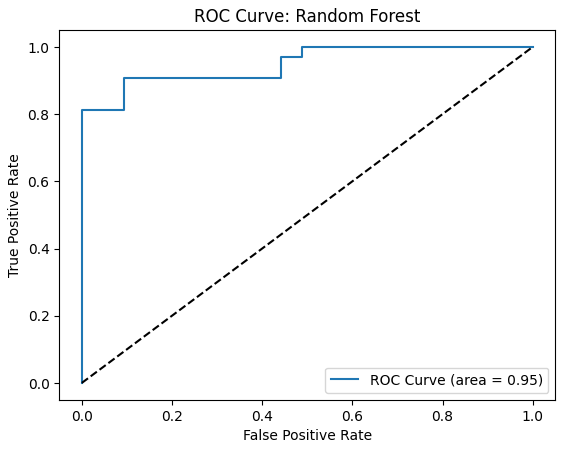 ROC Curve: Random Forest
True Positive Rate
1.0
0.8
0.6
0.4
0.2
0.0
ROC Curve (area = 0.95)
0.0 0.2 0.4 0.6 0.8 1.0
False Positive Rate